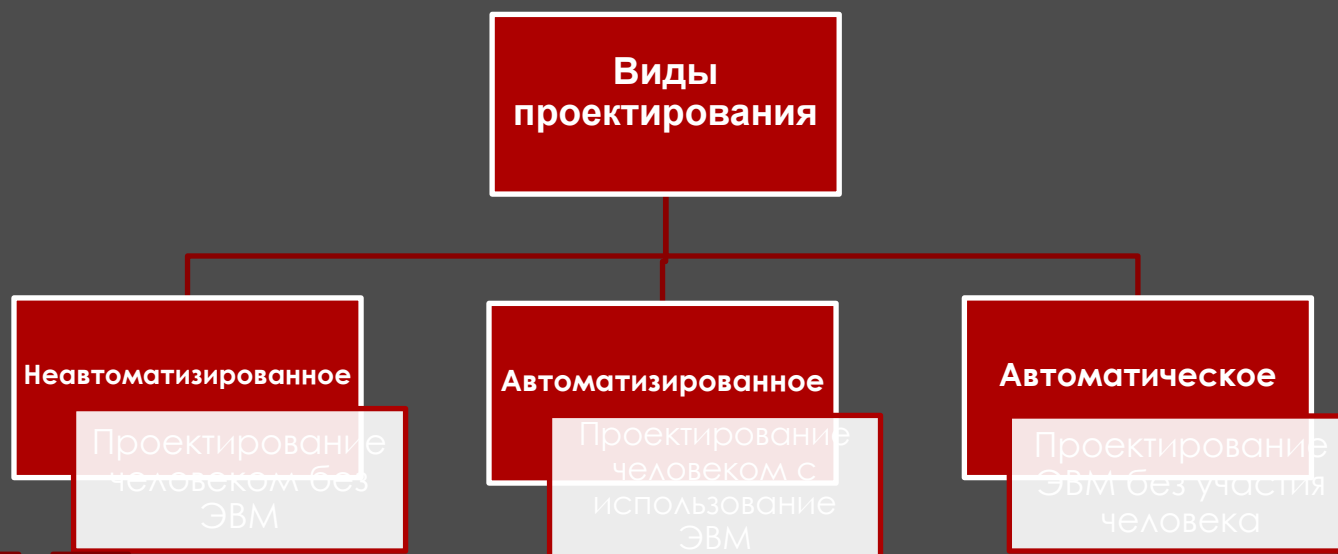 Виды
проектирования
Неавтоматизированное
Проектирование
человеком без
ЭВМ
Автоматизированное
Проектирование
человеком с
использование
ЭВМ
Автоматическое
Проектирование
ЭВМ без участия
человека